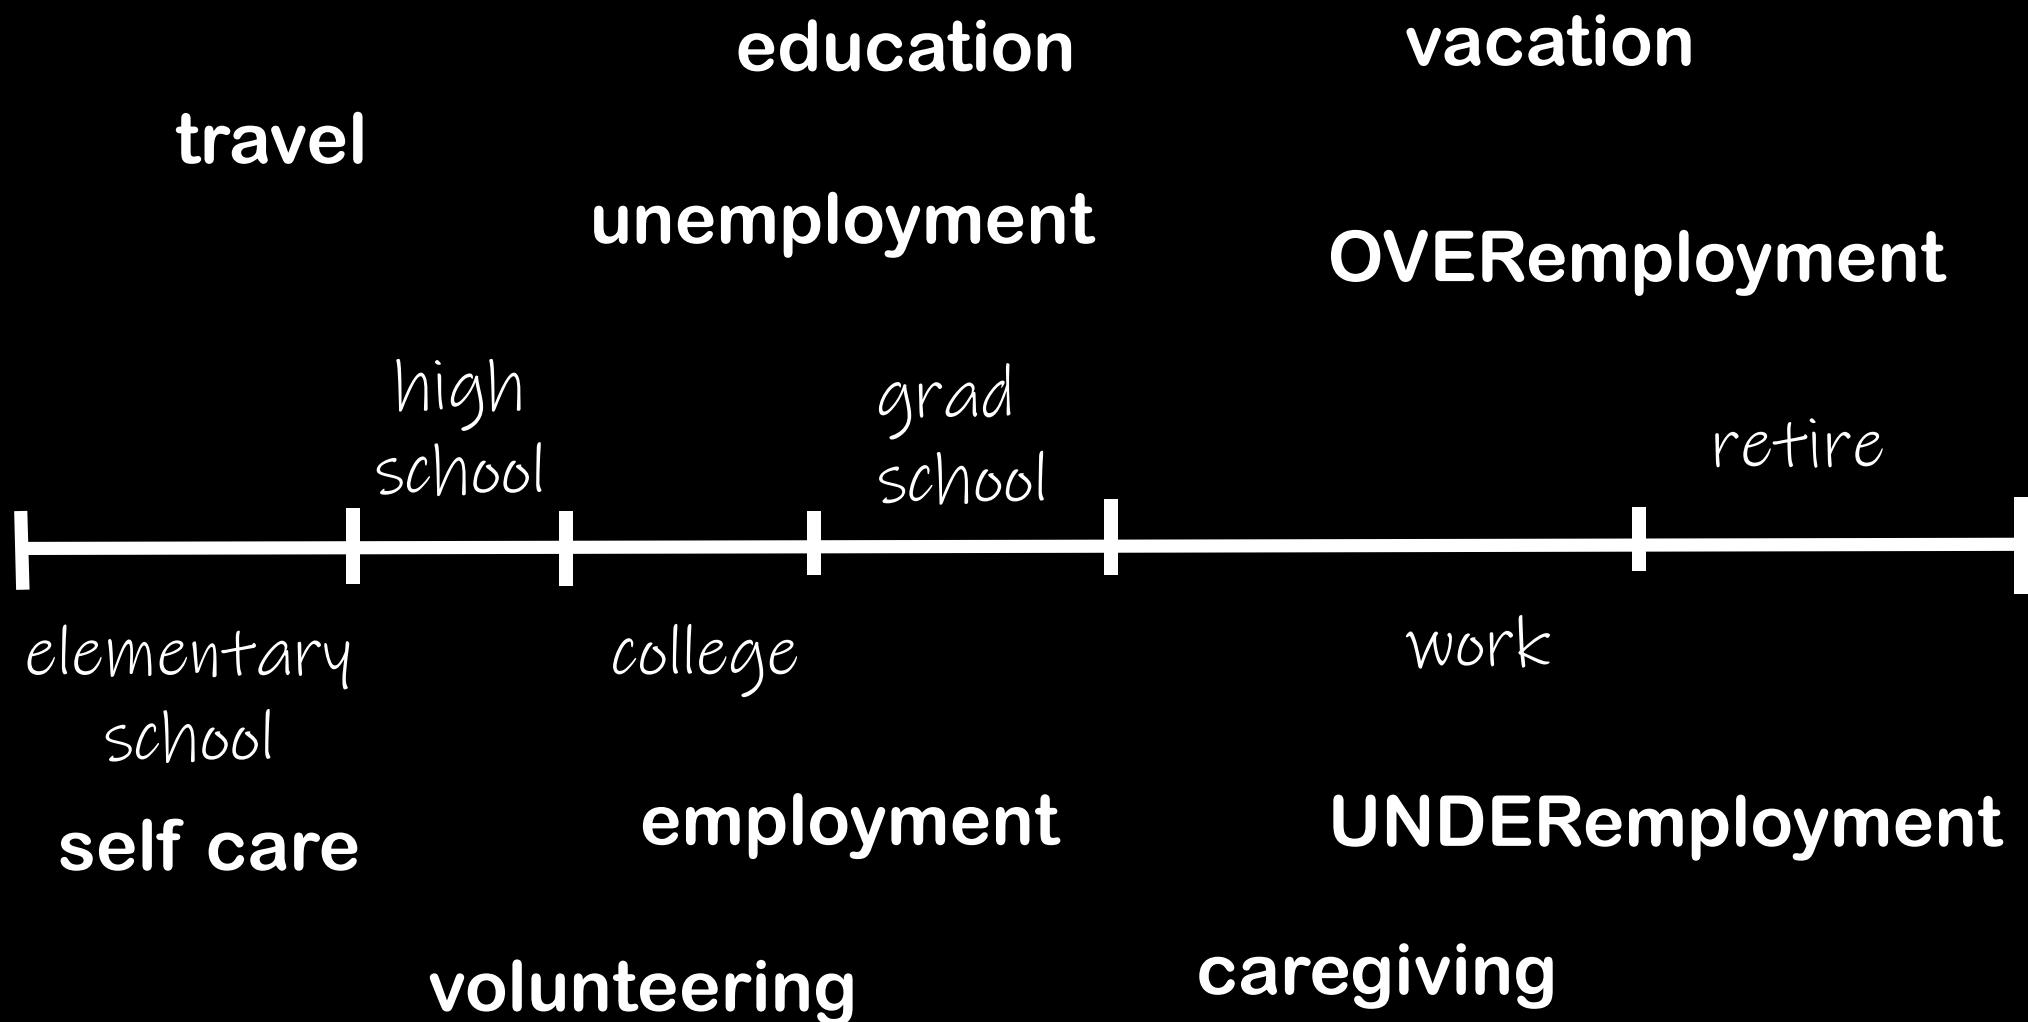 education
vacation
travel
unemployment
OVERemployment
high
school
grad
school
retire
elementary
school
college
work
self care
employment
UNDERemployment
volunteering
caregiving